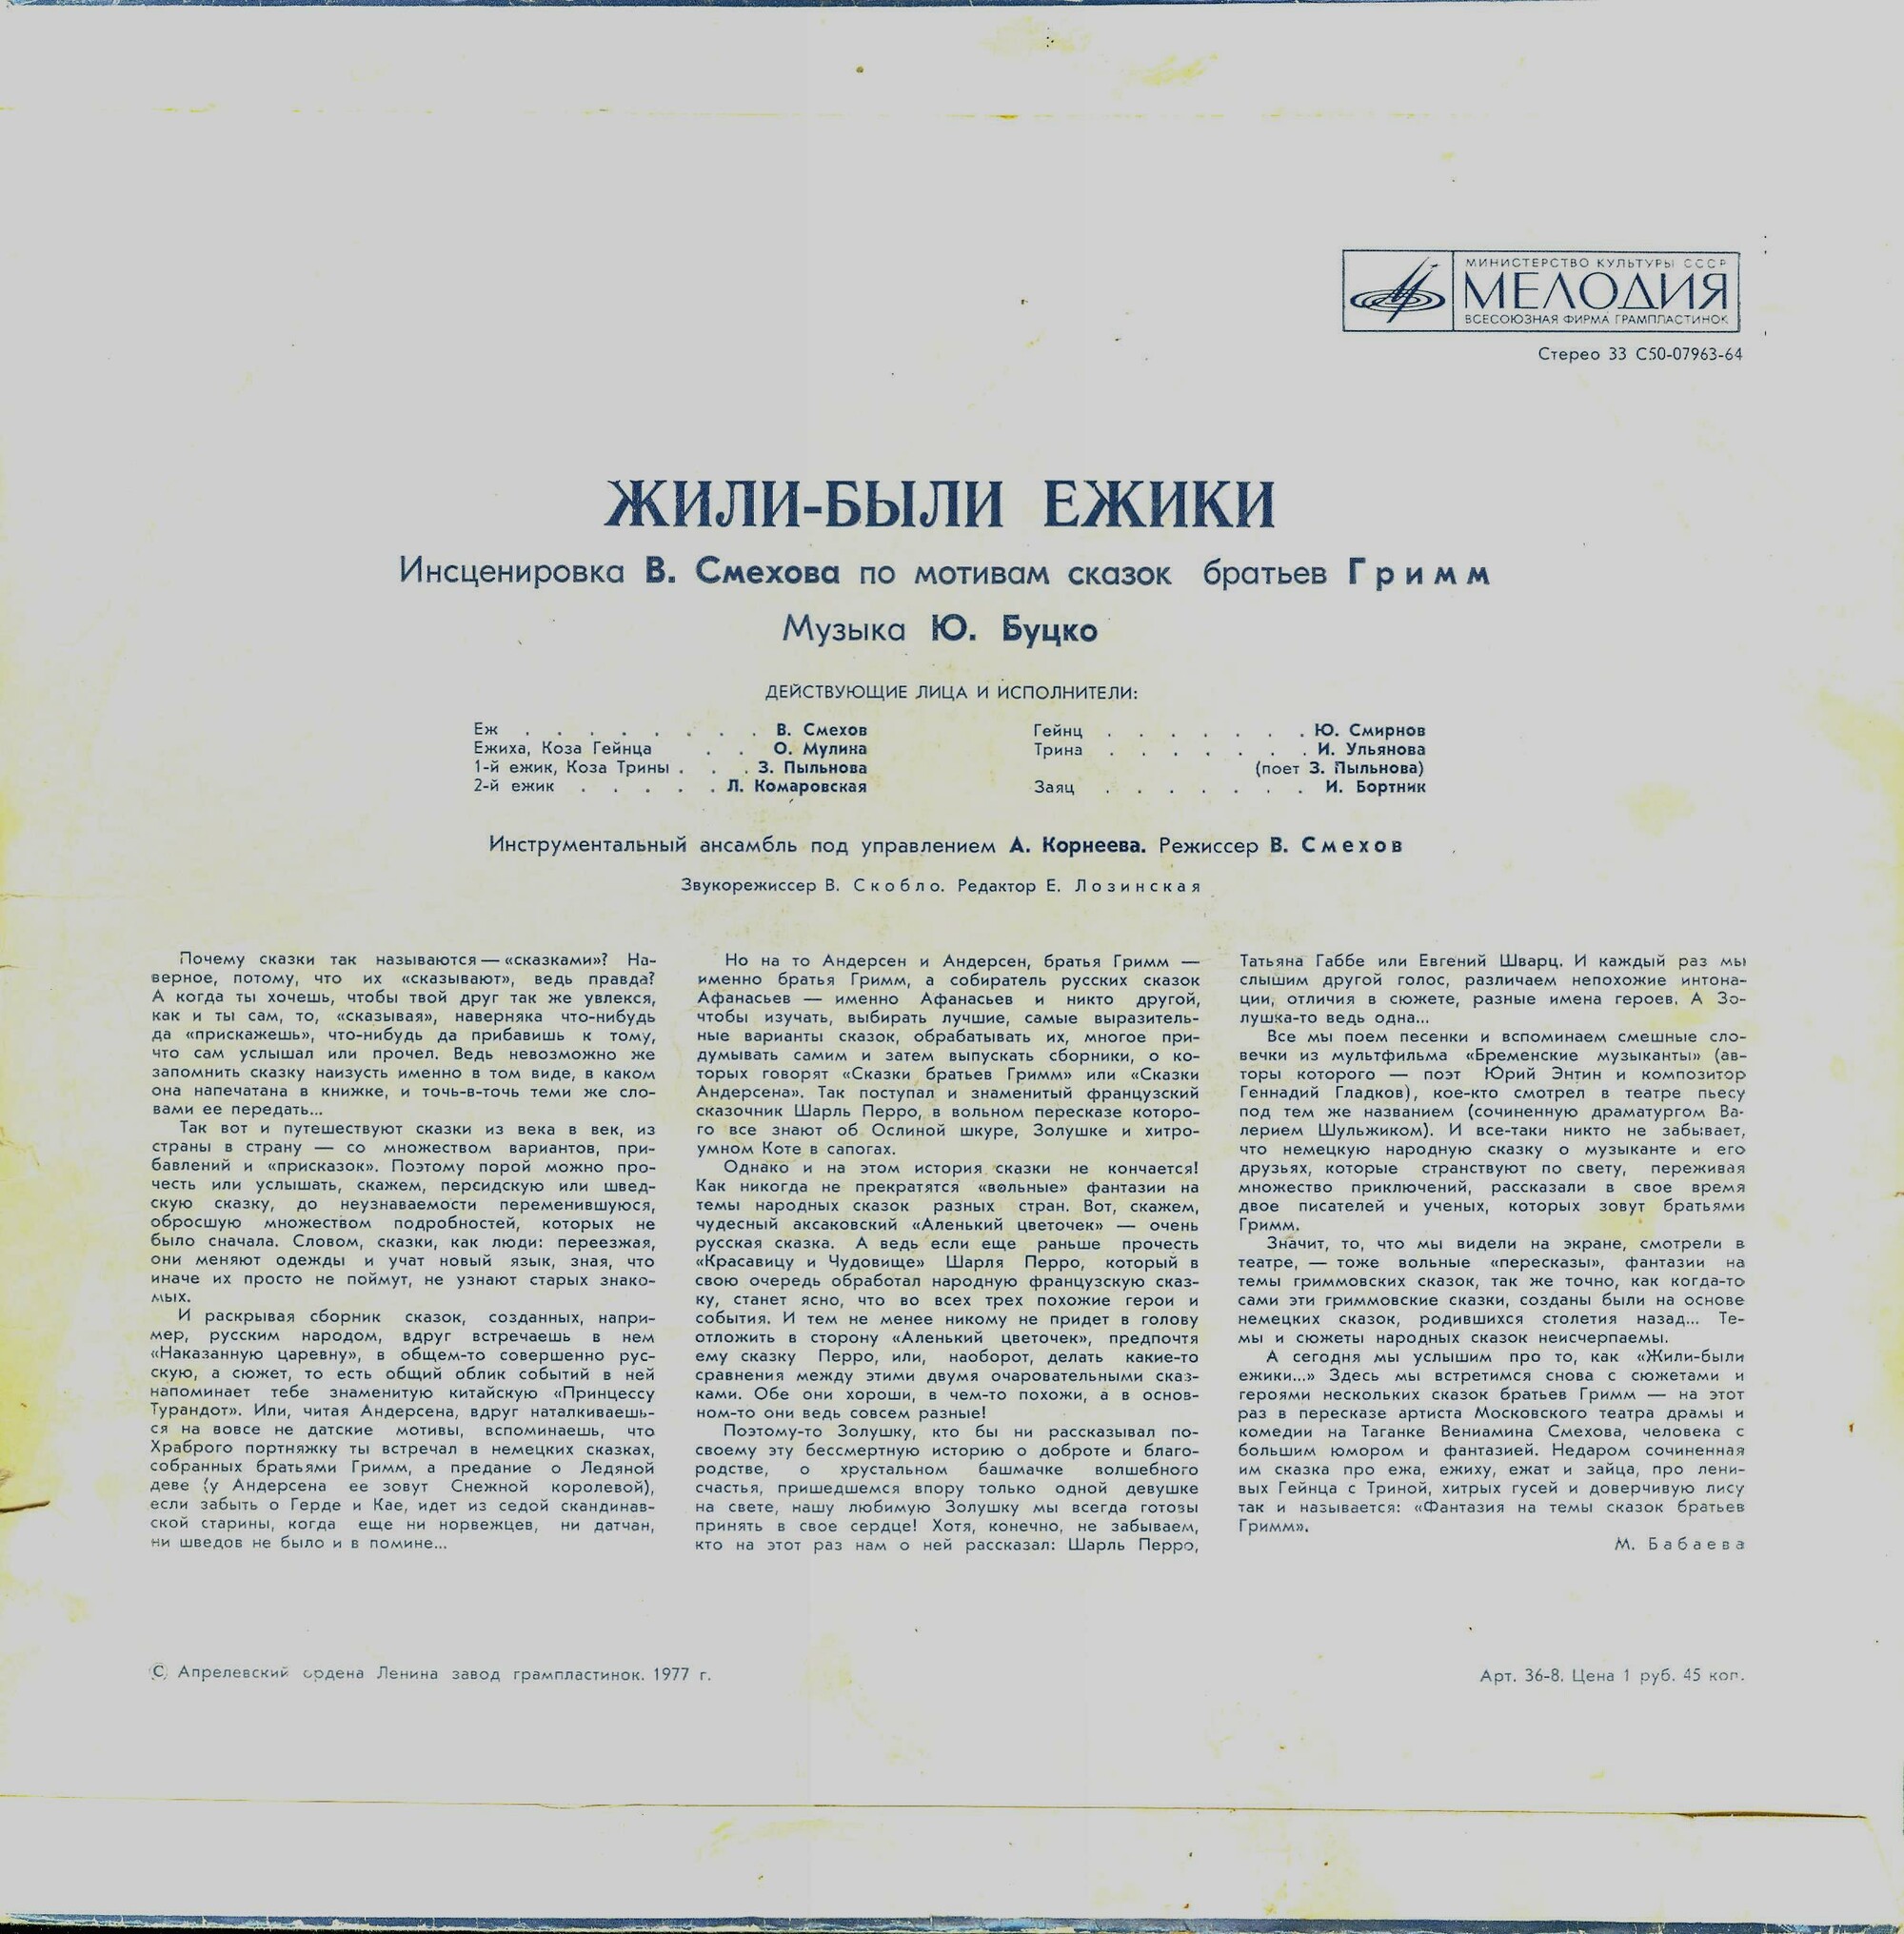 МИНИСТЕРСТВО КУЛЬТУРЫ СССР
МЕЛОДИЯ
ВСЕСОЮЗНАЯ ФИРМА ГРАМПЛАСТИНОК
Стерео 33 С50-07963-64
ЖИЛИ-БЫЛИ ЕЖИКИ
Инсценировка В. Смехова по мотивам сказок братьев Гримм
Музыка Ю. Буцко
ДЕЙСТВУЮЩИЕ ЛИЦА И ИСПОЛНИТЕЛИ:
Еж . . . . . . . . В. Смехов
Ежиха, Коза Гейнца . . О. Мулина
1-й ежик, Коза Трины . . . З. Пыльнова
2-й ежик . . . . . Л. Комаровская
Гейнц . . . . . . . Ю. Смирнов
Трина . . . . . . . И. Ульянова
(поет З. Пыльнова)
Заяц . . . . . . . И. Бортник
Инструментальный ансамбль под управлением А. Корнеева. Режиссер В. Смехов
Звукорежиссер В. Скобло. Редактор Е. Лозинская
Почему сказки так называются — «сказками»? На-
верное, потому, что их «сказывают», ведь правда?
А когда ты хочешь, чтобы твой друг так же увлекся,
как и ты сам, то, «сказывая», наверняка что-нибудь
да «прискажешь», что-нибудь да прибавишь к тому,
что сам услышал или прочел. Ведь невозможно же
запомнить сказку наизусть именно в том виде, в каком
она напечатана в книжке, и точь-в-точь теми же сло-
вами ее передать...
Так вот и путешествуют сказки из века в век, из
страны в страну — со множеством вариантов, при-
бавлений и «присказок». Поэтому порой можно про-
честь или услышать, скажем, персидскую или швед-
скую сказку, до неузнаваемости переменившуюся,
обросшую множеством подробностей, которых не
было сначала. Словом, сказки, как люди: переезжая,
они меняют одежды и учат новый язык, зная, что
иначе их просто не поймут, не узнают старых знако-
мых.
И раскрывая сборник сказок, созданных, напри-
мер, русским народом, вдруг встречаешь в нем
«Наказанную царевну», в общем-то совершенно рус-
скую, а сюжет, то есть общий облик событий в ней
напоминает тебе знаменитую китайскую «Принцессу
Турандот». Или, читая Андерсена, вдруг наталкиваешь-
ся на вовсе не датские мотивы, вспоминаешь, что
Храброго портняжку ты встречал в немецких сказках,
собранных братьями Гримм, а предание о Ледяной
деве (у Андерсена ее зовут Снежной королевой),
если забыть о Герде и Кае, идет из седой скандинав-
ской старины, когда еще ни норвежцев, ни датчан,
ни шведов не было и в помине...
Но на то Андерсен и Андерсен, братья Гримм —
именно братья Гримм, а собиратель русских сказок
Афанасьев — именно Афанасьев и никто другой,
чтобы изучать, выбирать лучшие, самые выразитель-
ные варианты сказок, обрабатывать их, многое при-
думывать самим и затем выпускать сборники, о ко-
торых говорят «Сказки братьев Гримм» или «Сказки
Андерсена». Так поступал и знаменитый французский
сказочник Шарль Перро, в вольном пересказе которо-
го все знают об Ослиной шкуре, Золушке и хитро-
умном Коте в сапогах.
Однако и на этом история сказки не кончается!
Как никогда не прекратятся «вольные» фантазии на
темы народных сказок разных стран. Вот, скажем,
чудесный аксаковский «Аленький цветочек» — очень
русская сказка. А ведь если еще раньше прочесть
«Красавицу и Чудовище» Шарля Перро, который в
свою очередь обработал народную французскую сказ-
ку, станет ясно, что во всех трех похожие герои и
события. И тем не менее никому не придет в голову
отложить в сторону «Аленький цветочек», предпочтя
ему сказку Перро, или, наоборот, делать какие-то
сравнения между этими двумя очаровательными сказ-
ками. Обе они хороши, в чем-то похожи, а в основ-
ном-то они ведь совсем разные!
Поэтому-то Золушку, кто бы ни рассказывал по-
своему эту бессмертную историю о доброте и благо-
родстве, о хрустальном башмачке волшебного
счастья, пришедшемся впору только одной девушке
на свете, нашу любимую Золушку мы всегда готовы
принять в свое сердце! Хотя, конечно, не забываем,
кто на этот раз нам о ней рассказал: Шарль Перро,
Татьяна Габбе или Евгений Шварц. И каждый раз мы
слышим другой голос, различаем непохожие интона-
ции, отличия в сюжете, разные имена героев. А Зо-
лушка-то ведь одна...
Все мы поем песенки и вспоминаем смешные сло-
вечки из мультфильма «Бременские музыканты» (ав-
торы которого — поэт Юрий Энтин и композитор
Геннадий Гладков), кое-кто смотрел в театре пьесу
под тем же названием (сочиненную драматургом Ва-
лерием Шульжиком). И все-таки никто не забывает,
что немецкую народную сказку о музыканте и его
друзьях, которые странствуют по свету, переживая
множество приключений, рассказали в свое время
двое писателей и ученых, которых зовут братьями
Гримм.
Значит, то, что мы видели на экране, смотрели в
театре, — тоже вольные «пересказы», фантазии на
темы гриммовских сказок, так же точно, как когда-то
сами эти гриммовские сказки, созданы были на основе
немецких сказок, родившихся столетия назад... Те-
мы и сюжеты народных сказок неисчерпаемы.
А сегодня мы услышим про то, как «Жили-были
ежики...» Здесь мы встретимся снова с сюжетами и
героями нескольких сказок братьев Гримм — на этот
раз в пересказе артиста Московского театра драмы и
комедии на Таганке Вениамина Смехова, человека с
большим юмором и фантазией. Недаром сочиненная
им сказка про ежа, ежиху, ежат и зайца, про лени-
вых Гейнца с Триной, хитрых гусей и доверчивую лису
так и называется: «Фантазия на темы сказок братьев
Гримм».
М. Бабаева
© Апрелевский ордена Ленина завод грампластинок. 1977 г.
Арт. 36-8. Цена 1 руб. 45 коп.